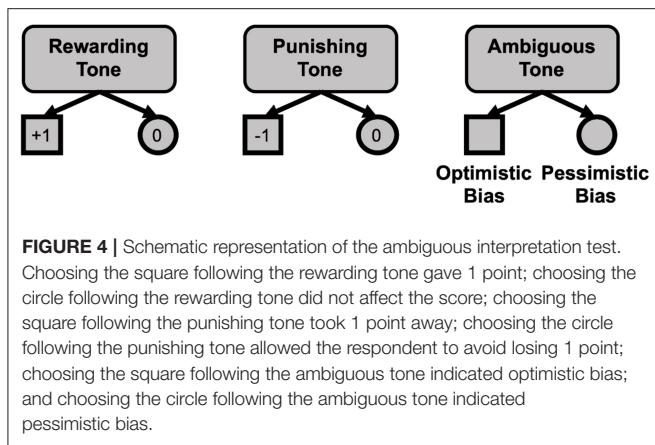 Rewarding Tone
Punishing Tone
Ambiguous Tone
+1
0
-1
0
Optimistic Bias
Pessimistic Bias
FIGURE 4 | Schematic representation of the ambiguous interpretation test.
Choosing the square following the rewarding tone gave 1 point; choosing the
circle following the rewarding tone did not affect the score; choosing the
square following the punishing tone took 1 point away; choosing the circle
following the punishing tone allowed the respondent to avoid losing 1 point;
choosing the square following the ambiguous tone indicated optimistic bias;
and choosing the circle following the ambiguous tone indicated
pessimistic bias.